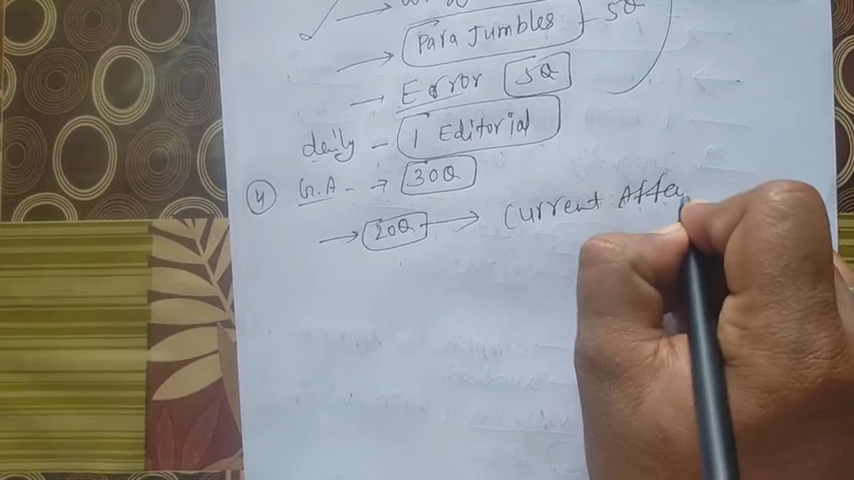 → Para Jumbles - 5Q
→ Error 5Q
daily - 1 Editorial
4 G.A - → 30Q
→ 20Q → Current Affa